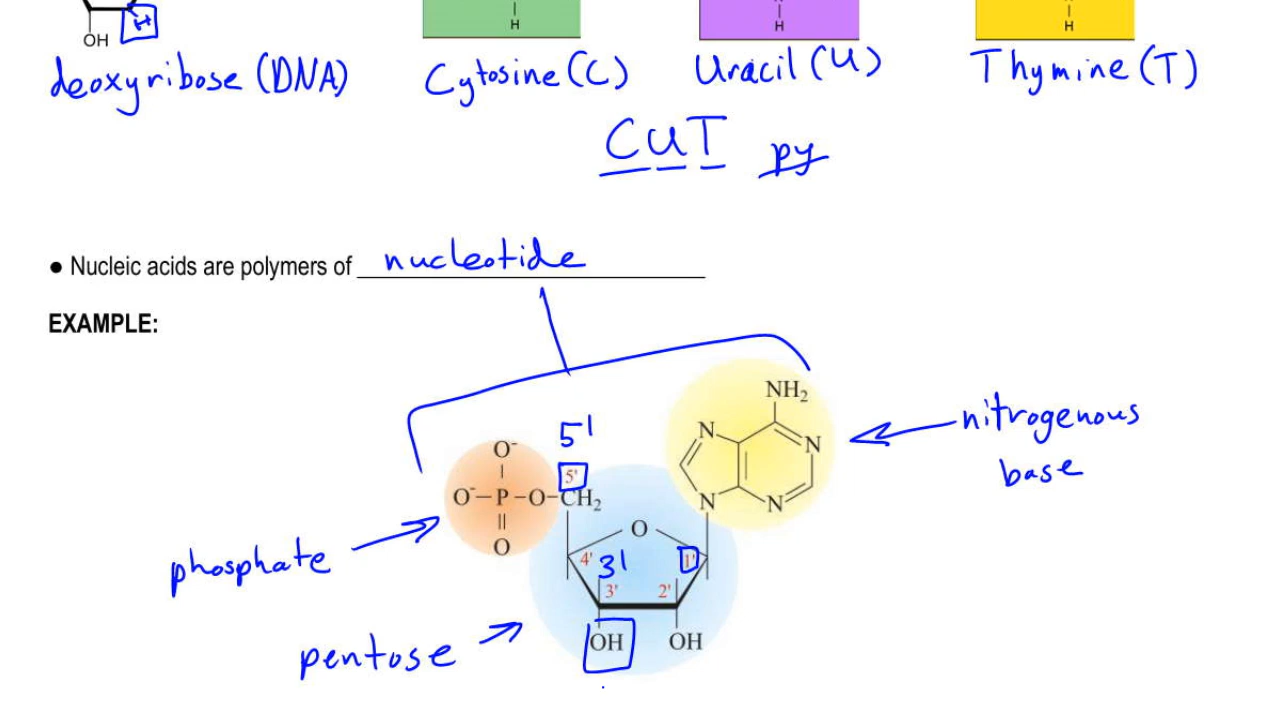 H
OH
H
H
H
deoxyribose (DNA)
Cytosine (C)
Uracil (U)
Thymine (T)
CUT py
● Nucleic acids are polymers of nucleotide
EXAMPLE:
NH2
5'
N
N
nitrogenous
base
O-
5'
O-–P–O–CH2
N
N
O
O
phosphate
4'
3'
1'
3'
2'
OH
OH
pentose